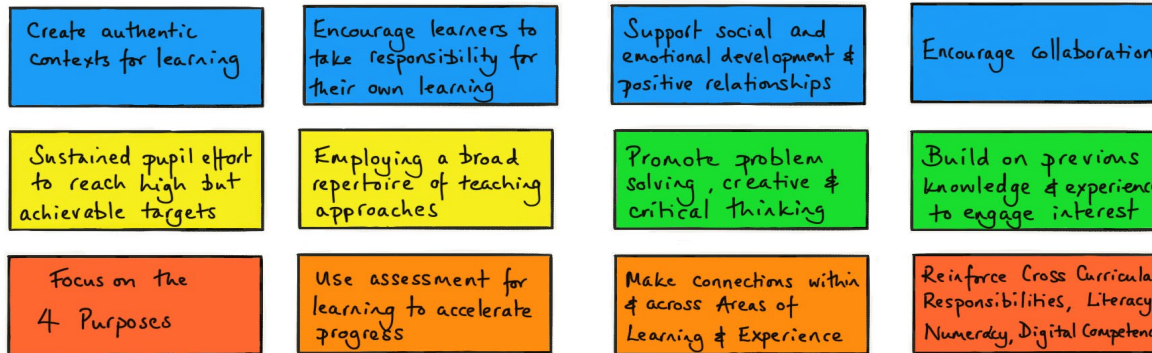 Create authentic
contexts for learning
Encourage learners to
take responsibility for
their own learning
Support social and
emotional development &
positive relationships
Encourage collaboration
Sustained pupil effort
to reach high but
achievable targets
Employing a broad
repertoire of teaching
approaches
Promote problem
solving, creative &
critical thinking
Build on previous
knowledge & experience
to engage interest
Focus on the
4 Purposes
Use assessment for
learning to accelerate
progress
Make connections within
& across Areas of
Learning & Experience
Reinforce Cross Curricula
Responsibilities, Literacy
Numeracy, Digital Competenc